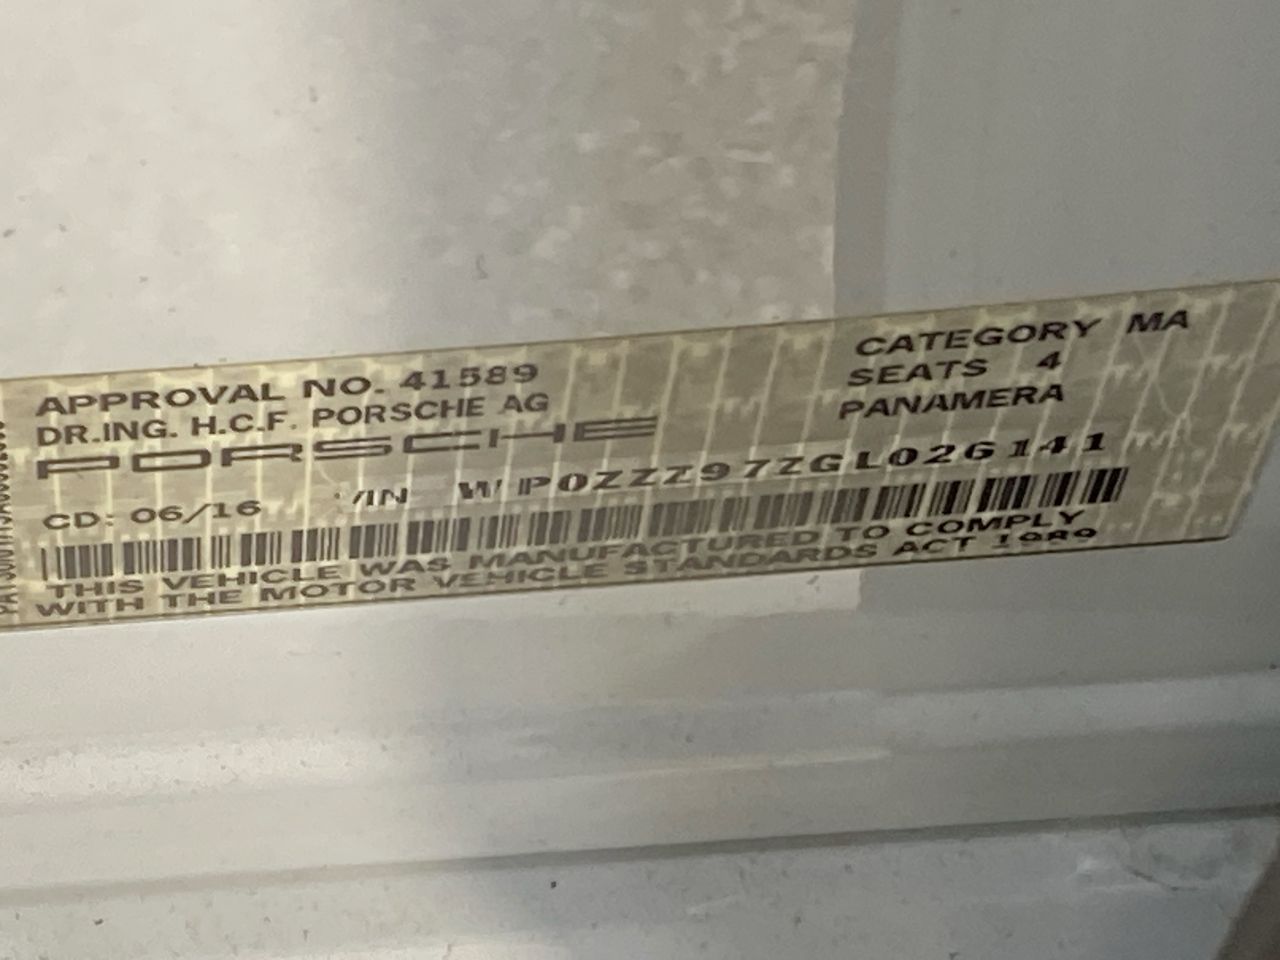 APPROVAL NO. 41589
DR.ING. H.C.F. PORSCHE AG
PORSCHE
CATEGORY MA
SEATS 4
PANAMERA
CD: 06/16 VIN WP0ZZZ97ZGL026141
THIS VEHICLE WAS MANUFACTURED TO COMPLY
WITH THE MOTOR VEHICLE STANDARDS ACT 1989